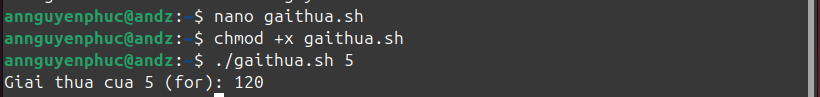 annguyenphuc@andz:~$ nano gaithua.sh
annguyenphuc@andz:~$ chmod +x gaithua.sh
annguyenphuc@andz:~$ ./gaithua.sh 5
Giai thua cua 5 (for): 120